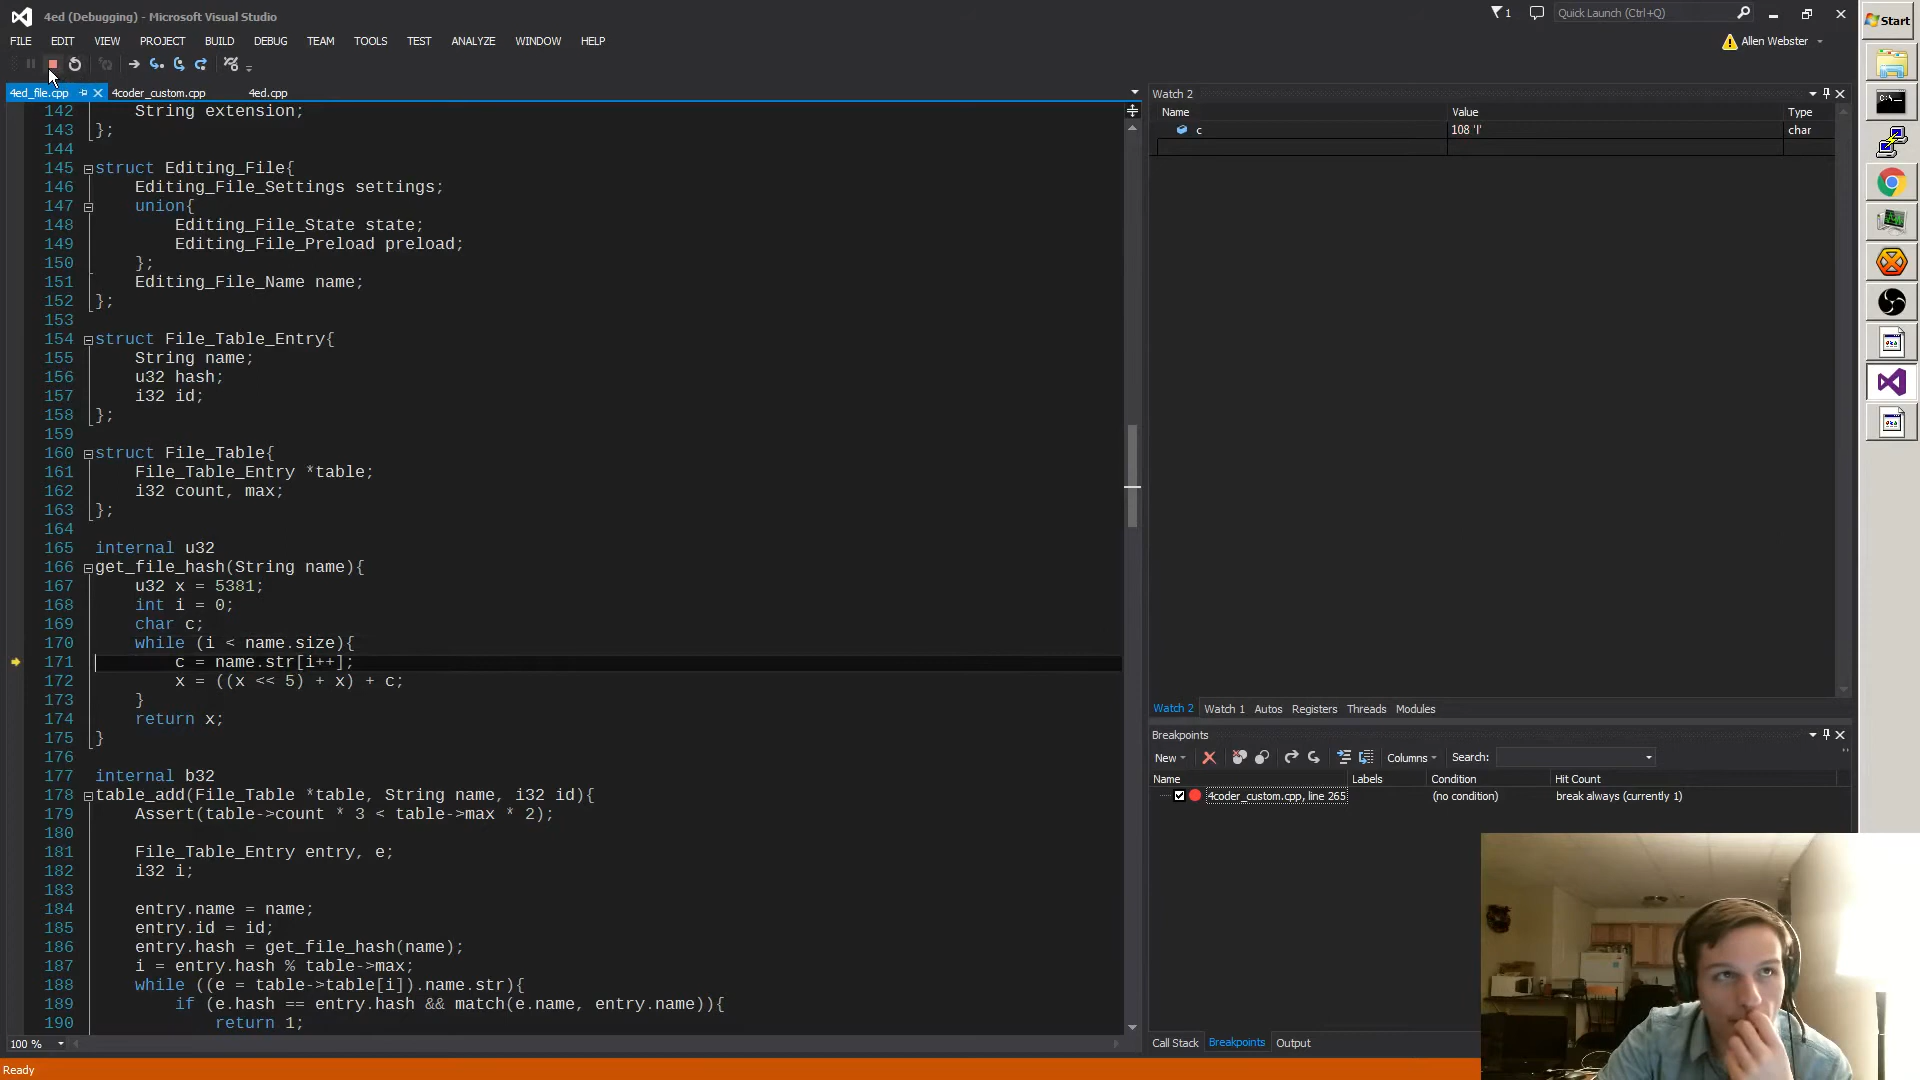 4ed (Debugging) - Microsoft Visual Studio
1
Quick Launch (Ctrl+Q)
Start
FILE EDIT VIEW PROJECT BUILD DEBUG TEAM TOOLS TEST ANALYZE WINDOW HELP
Allen Webster
4ed_file.cpp 4coder_custom.cpp 4ed.cpp
142 String extension;
143 };
144
145 struct Editing_File{
146 Editing_File_Settings settings;
147 union{
148 Editing_File_State state;
149 Editing_File_Preload preload;
150 };
151 Editing_File_Name name;
152 };
153
154 struct File_Table_Entry{
155 String name;
156 u32 hash;
157 i32 id;
158 };
159
160 struct File_Table{
161 File_Table_Entry *table;
162 i32 count, max;
163 };
164
165 internal u32
166 get_file_hash(String name){
167 u32 x = 5381;
168 int i = 0;
169 char c;
170 while (i < name.size){
171 c = name.str[i++];
172 x = ((x << 5) + x) + c;
173 }
174 return x;
175 }
176
177 internal b32
178 table_add(File_Table *table, String name, i32 id){
179 Assert(table->count * 3 < table->max * 2);
180
181 File_Table_Entry entry, e;
182 i32 i;
183
184 entry.name = name;
185 entry.id = id;
186 entry.hash = get_file_hash(name);
187 i = entry.hash % table->max;
188 while ((e = table->table[i]).name.str){
189 if (e.hash == entry.hash && match(e.name, entry.name)){
190 return 1;
100 %
Ready
Watch 2
Name Value Type
c 108 'l' char
Watch 2 Watch 1 Autos Registers Threads Modules
Breakpoints
New Columns Search:
Name Labels Condition Hit Count
4coder_custom.cpp, line 265 (no condition) break always (currently 1)
Call Stack Breakpoints Output